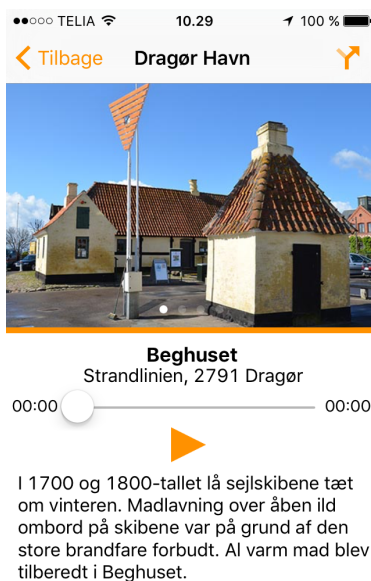 TELIA 10.29 100 %
Tilbage Dragør Havn
Beghuset
Strandlinien, 2791 Dragør
00:00 00:00
I 1700 og 1800-tallet lå sejlskibene tæt
om vinteren. Madlavning over åben ild
ombord på skibene var på grund af den
store brandfare forbudt. Al varm mad blev
tilberedt i Beghuset.